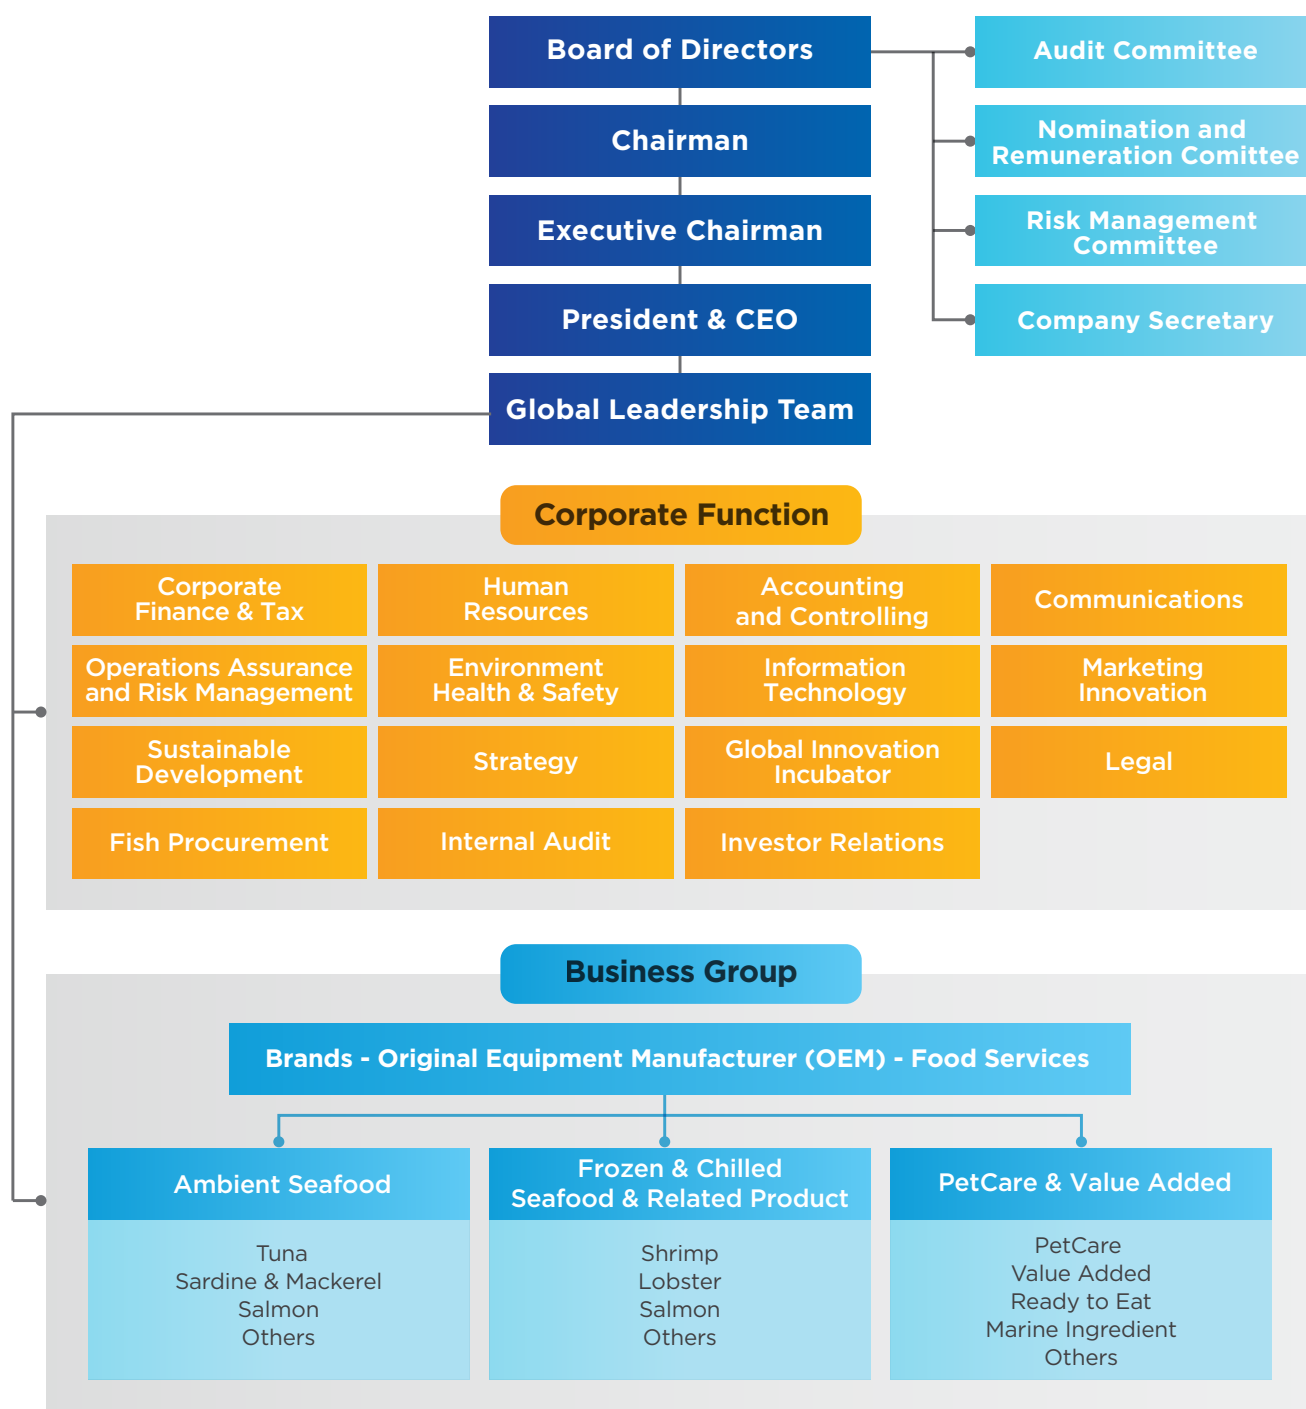 Board of Directors
Audit Committee
Chairman
Nomination and
Remuneration Comittee
Executive Chairman
Risk Management
Committee
President & CEO
Company Secretary
Global Leadership Team
Corporate Function
Corporate
Finance & Tax
Human
Resources
Accounting
and Controlling
Communications
Operations Assurance
and Risk Management
Environment
Health & Safety
Information
Technology
Marketing
Innovation
Sustainable
Development
Strategy
Global Innovation
Incubator
Legal
Fish Procurement
Internal Audit
Investor Relations
Business Group
Brands - Original Equipment Manufacturer (OEM) - Food Services
Ambient Seafood
Tuna
Sardine & Mackerel
Salmon
Others
Frozen & Chilled
Seafood & Related Product
Shrimp
Lobster
Salmon
Others
PetCare & Value Added
PetCare
Value Added
Ready to Eat
Marine Ingredient
Others